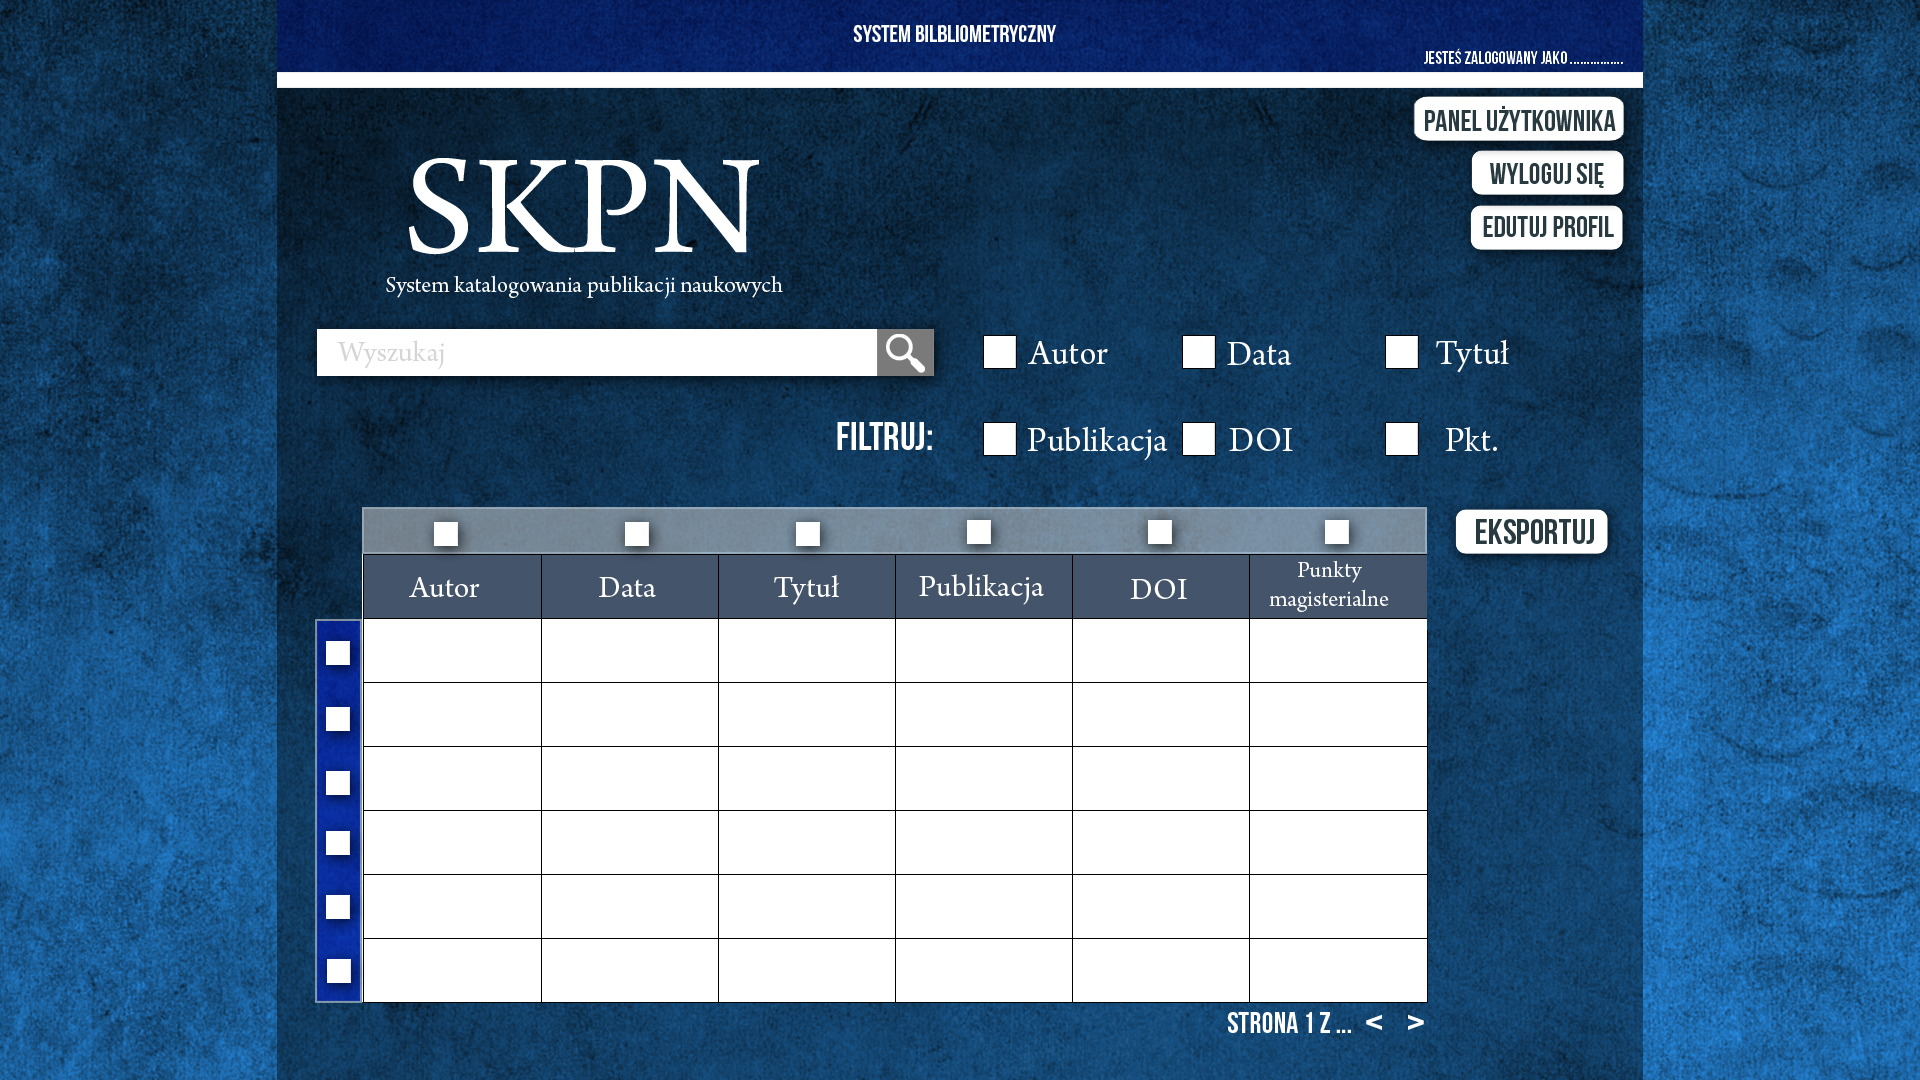 SYSTEM BILBLIOMETRYCZNY
JESTEŚ ZALOGOWANY JAKO ................
PANEL UŻYTKOWNIKA
WYLOGUJ SIĘ
EDUTUJ PROFIL
SKPN
System katalogowania publikacji naukowych
Wyszukaj
Autor
Data
Tytuł
FILTRUJ:
Publikacja
DOI
Pkt.
EKSPORTUJ
Autor
Data
Tytuł
Publikacja
DOI
Punkty
magisterialne
STRONA 1 Z ... < >